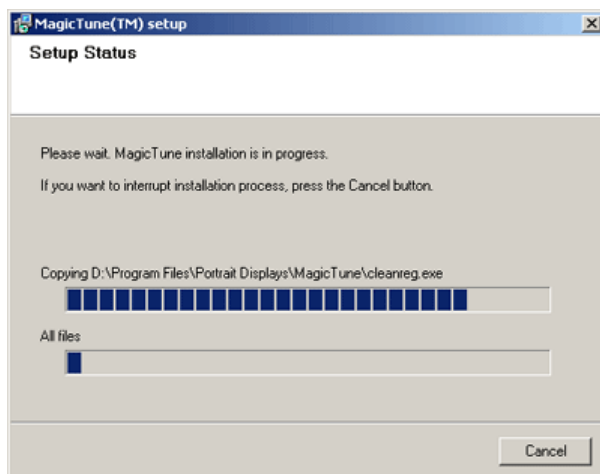 MagicTune(TM) setup
Setup Status
Please wait. MagicTune installation is in progress.
If you want to interrupt installation process, press the Cancel button.
Copying D:\Program Files\Portrait Displays\MagicTune\cleanreg.exe
All files
Cancel